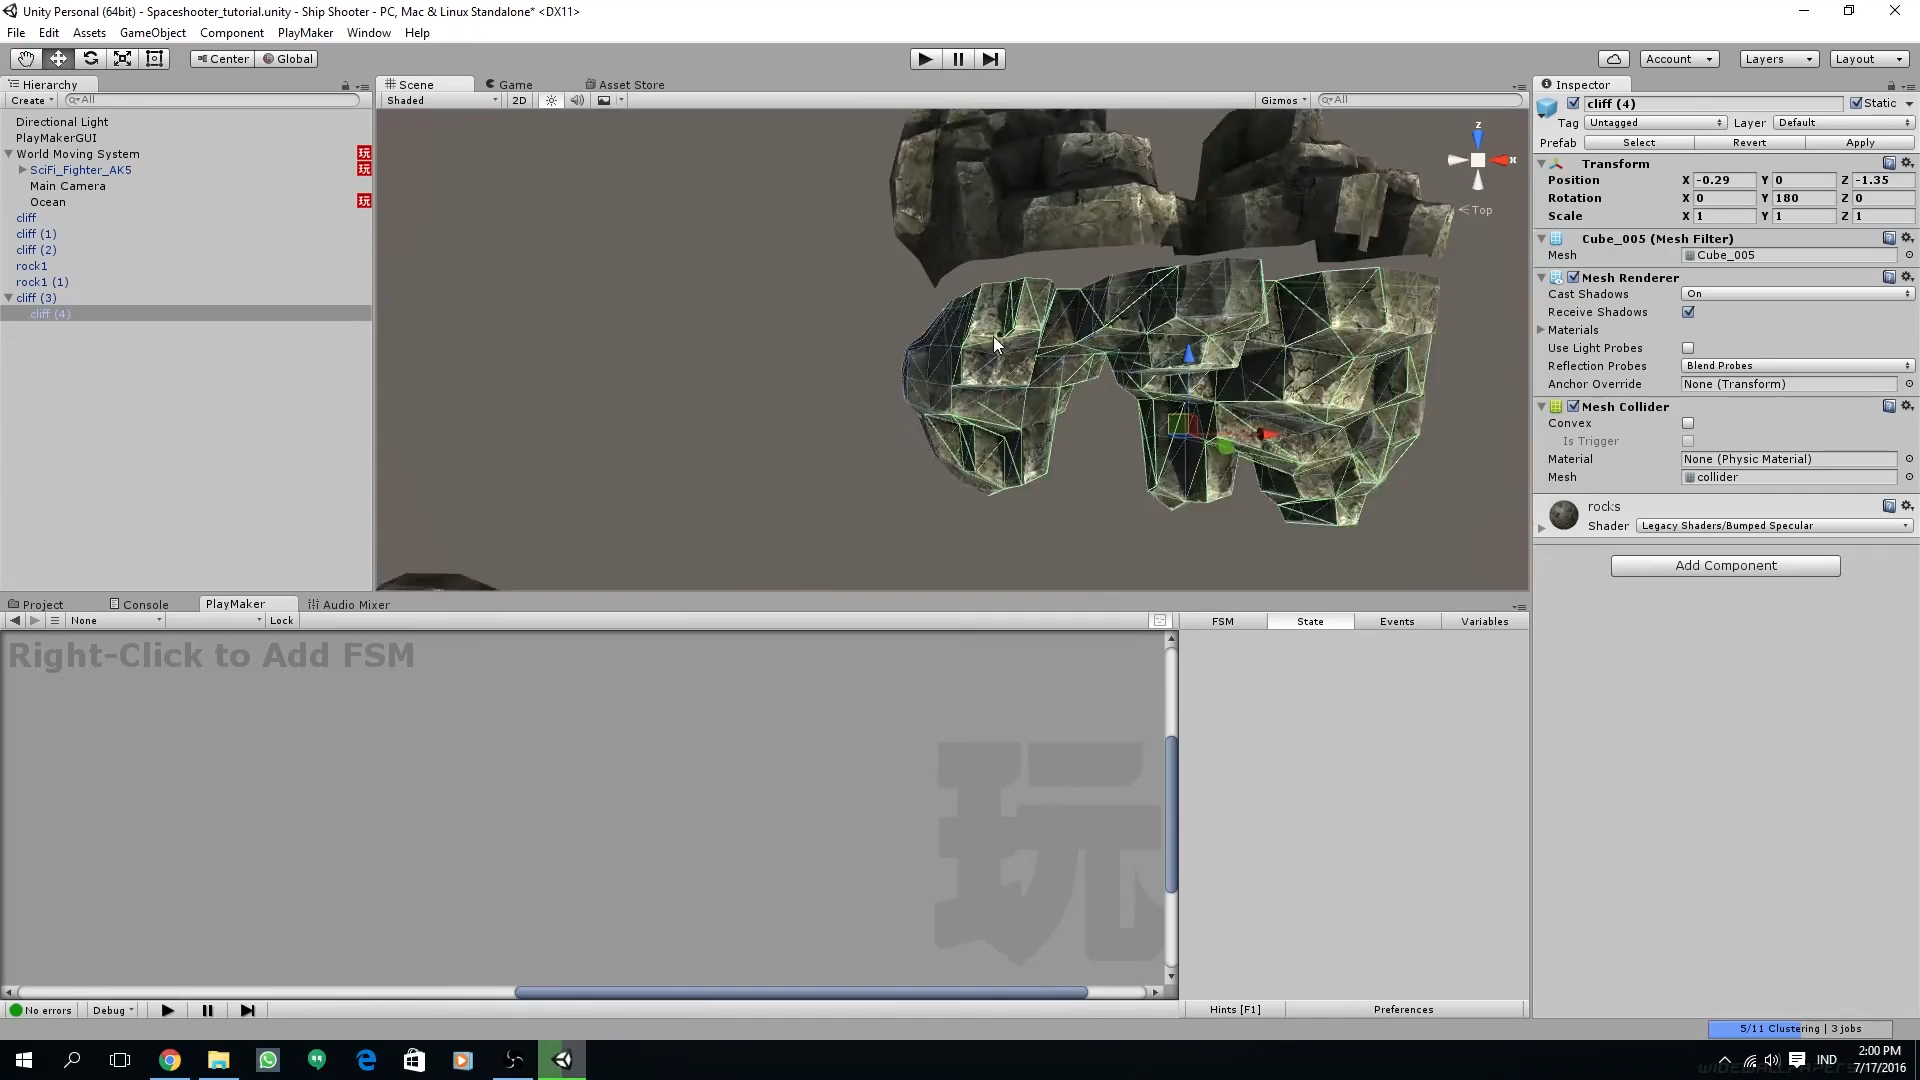 Unity Personal (64bit) - Spaceshooter_tutorial.unity - Ship Shooter - PC, Mac & Linux Standalone* <DX11>
File Edit Assets GameObject Component PlayMaker Window Help
Center Global Account Layers Layout
Hierarchy Scene Game Asset Store Inspector
Create All Shaded 2D Gizmos All cliff (4) Static
Tag Untagged Layer Default
Directional Light
PlayMakerGUI
Prefab Select Revert Apply
World Moving System 玩
SciFi_Fighter_AK5 玩
Main Camera
Ocean 玩
cliff
cliff (1)
cliff (2)
rock1
rock1 (1)
cliff (3)
cliff (4)
z
x
Top
Transform
Position X -0.29 Y 0 Z -1.35
Rotation X 0 Y 180 Z 0
Scale X 1 Y 1 Z 1
Cube_005 (Mesh Filter)
Mesh Cube_005
Mesh Renderer
Cast Shadows On
Receive Shadows
Materials
Use Light Probes
Reflection Probes Blend Probes
Anchor Override None (Transform)
Mesh Collider
Convex
Is Trigger
Material None (Physic Material)
Mesh collider
rocks
Shader Legacy Shaders/Bumped Specular
Add Component
Project Console PlayMaker Audio Mixer
None Lock FSM State Events Variables
Right-Click to Add FSM
玩
No errors Debug Hints [F1] Preferences
5/11 Clustering | 3 jobs
IND
2:00 PM
7/17/2016